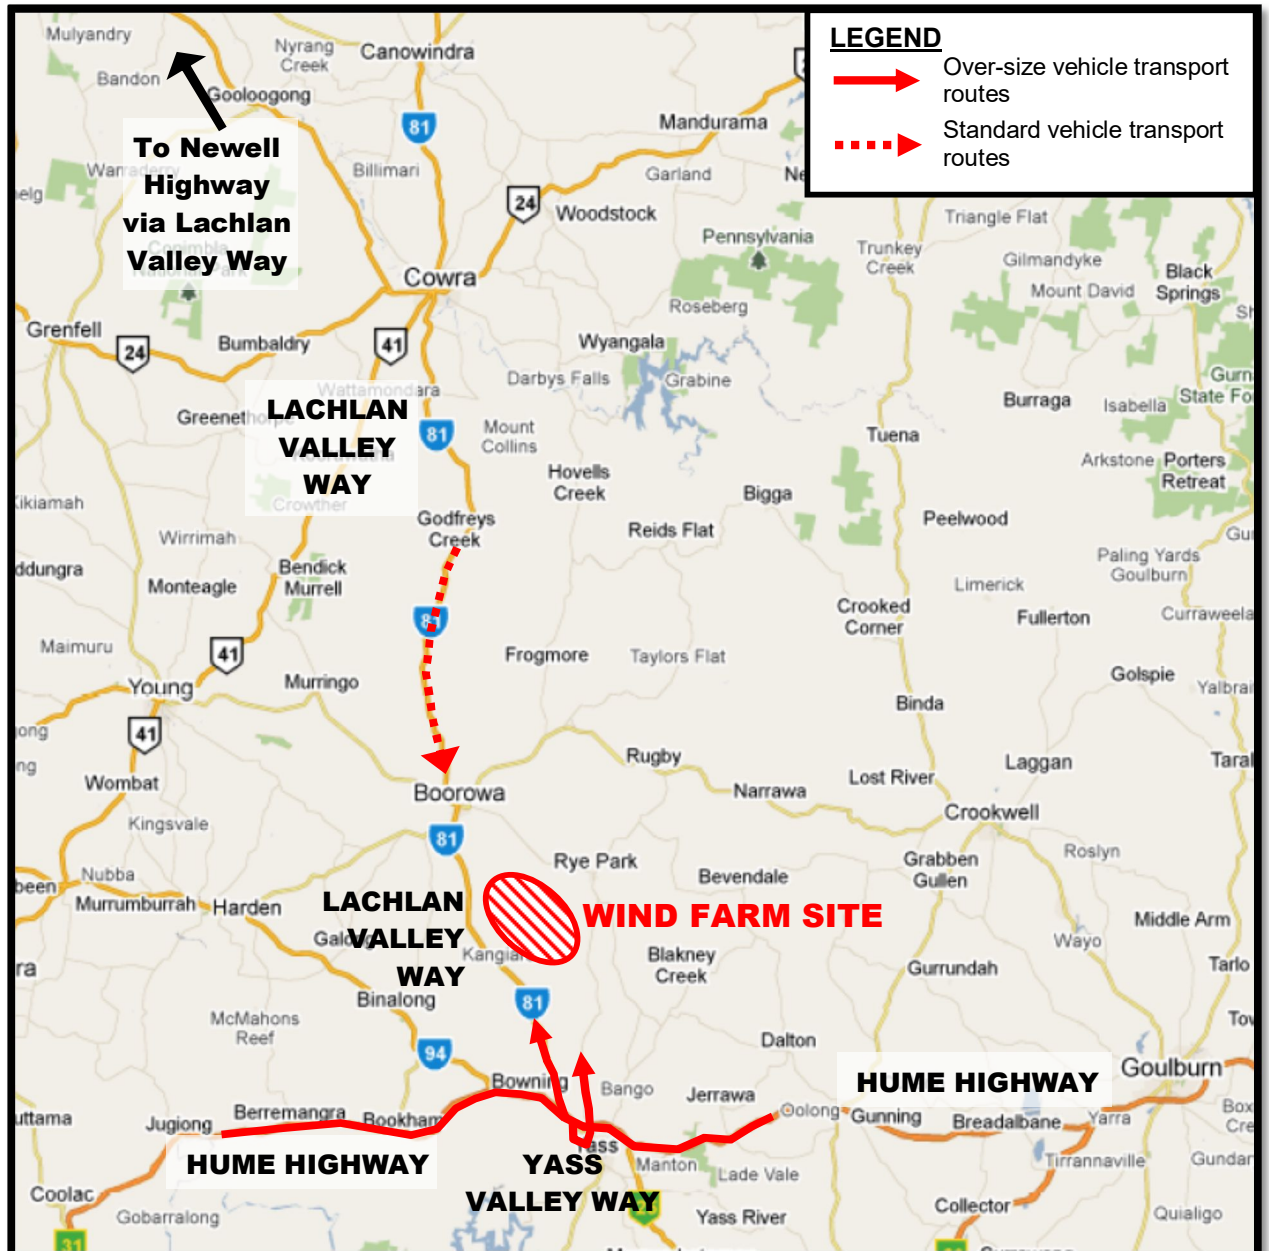 LEGEND
Over-size vehicle transport
routes
Standard vehicle transport
routes
Mulyandry
Nyrang
Creek
Canowindra
Bandon
Gooloogong
81
Mandurama
To Newell
Highway
via Lachlan
Valley Way
Billimari
Garland
24
Woodstock
Triangle Flat
Pennsylvania
Trunkey
Creek
Gilmandyke
Black
Springs
Mount David
Cowra
Roseberg
Grenfell
24
Bumbaldry
41
Wyangala
Darbys Falls
Grabine
Burraga
Isabella
State Fo
LACHLAN
VALLEY
WAY
81
Mount
Collins
Tuena
Arkstone
Porters
Retreat
Hovells
Creek
Bigga
Crowther
Godfreys
Creek
Reids Flat
Peelwood
Wirrimah
Paling Yards
Goulburn
Bendick
Murrell
Monteagle
Limerick
Crooked
Corner
Fullerton
Curraweela
81
Maimuru
41
Frogmore
Taylors Flat
Golspie
Young
Murringo
Binda
41
Rugby
Laggan
Wombat
Lost River
Boorowa
Narrawa
Crookwell
Kingsvale
81
Rye Park
Grabben
Gullen
Roslyn
Nubba
Bevendale
Murrumburrah
Harden
LACHLAN
VALLEY
WAY
WIND FARM SITE
Middle Arm
Wayo
Blakney
Creek
Gurrundah
Tarlo
Binalong
81
McMahons
Reef
94
Dalton
Goulburn
Bowning
Bango
HUME HIGHWAY
Jerrawa
Berremangra
Bookham
Oolong
Gunning
Breadalbane
Yarra
Jugiong
HUME HIGHWAY
YASS
VALLEY WAY
Yass
Manton
Lade Vale
Tirrannaville
Coolac
Collector
Gobarralong
Yass River
Quialigo
31